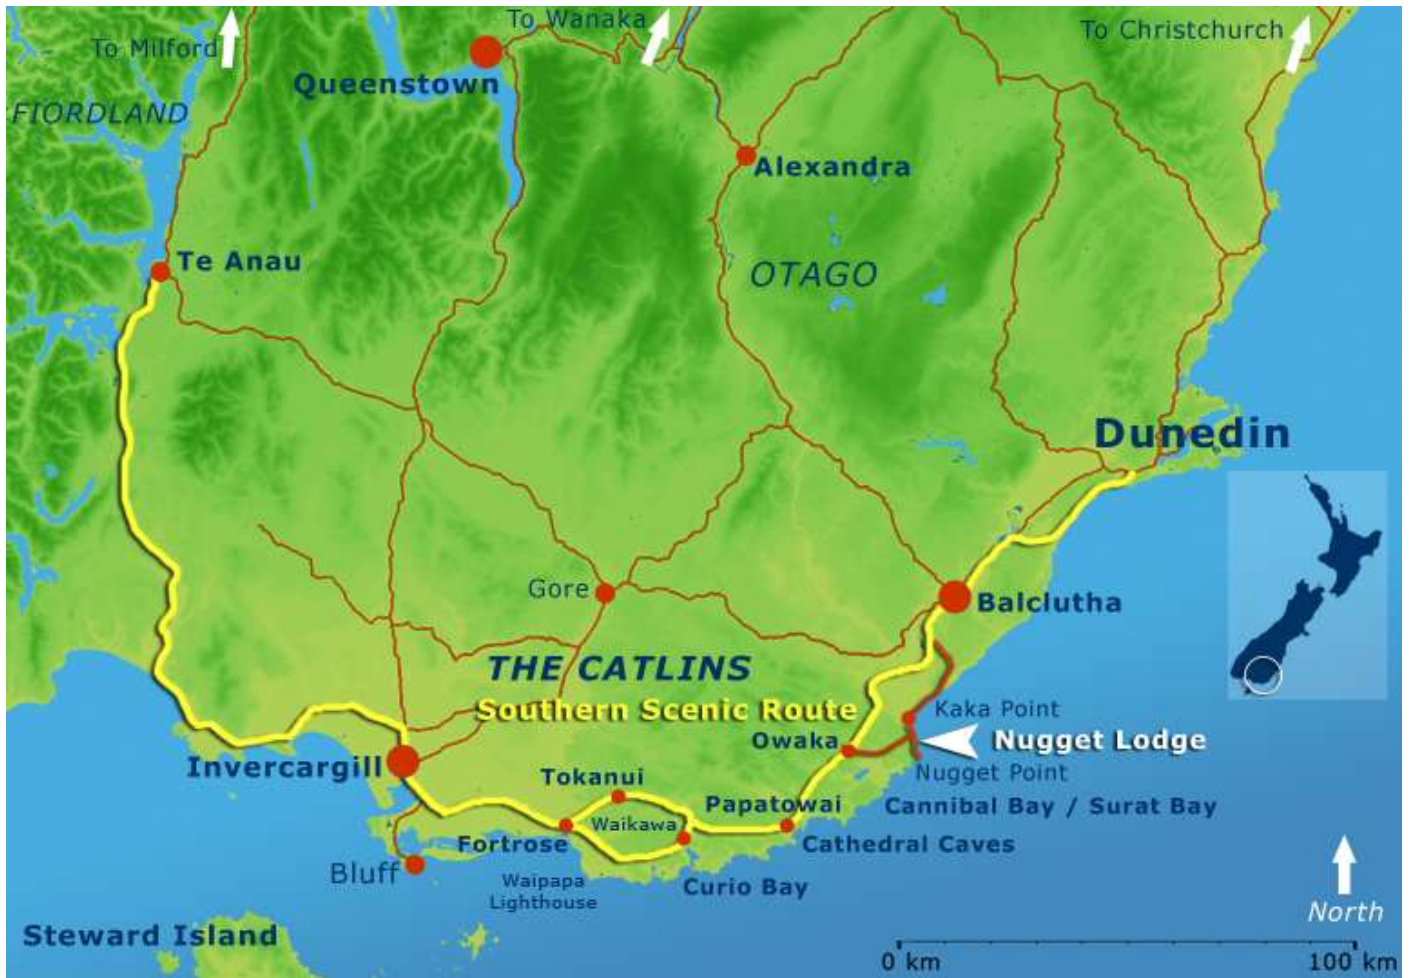 To Wanaka
To Milford
To Christchurch
Queenstown
FIORDLAND
Alexandra
Te Anau
OTAGO
Dunedin
Gore
Balclutha
THE CATLINS
Southern Scenic Route
Kaka Point
Owaka
Nugget Lodge
Invercargill
Nugget Point
Tokanui
Papatowai
Cannibal Bay / Surat Bay
Waikawa
Fortrose
Cathedral Caves
Bluff
Waipapa
Lighthouse
Curio Bay
North
Steward Island
0 km
100 km